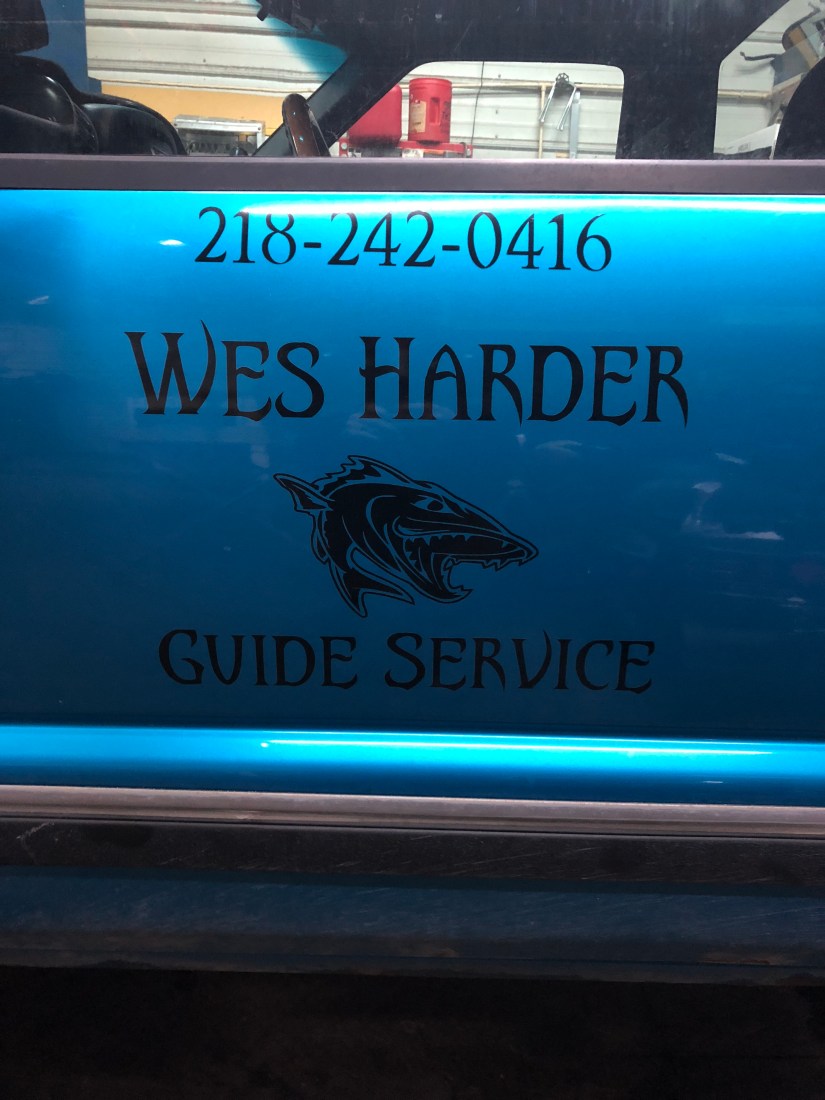 218-242-0416
WES HARDER
GUIDE SERVICE